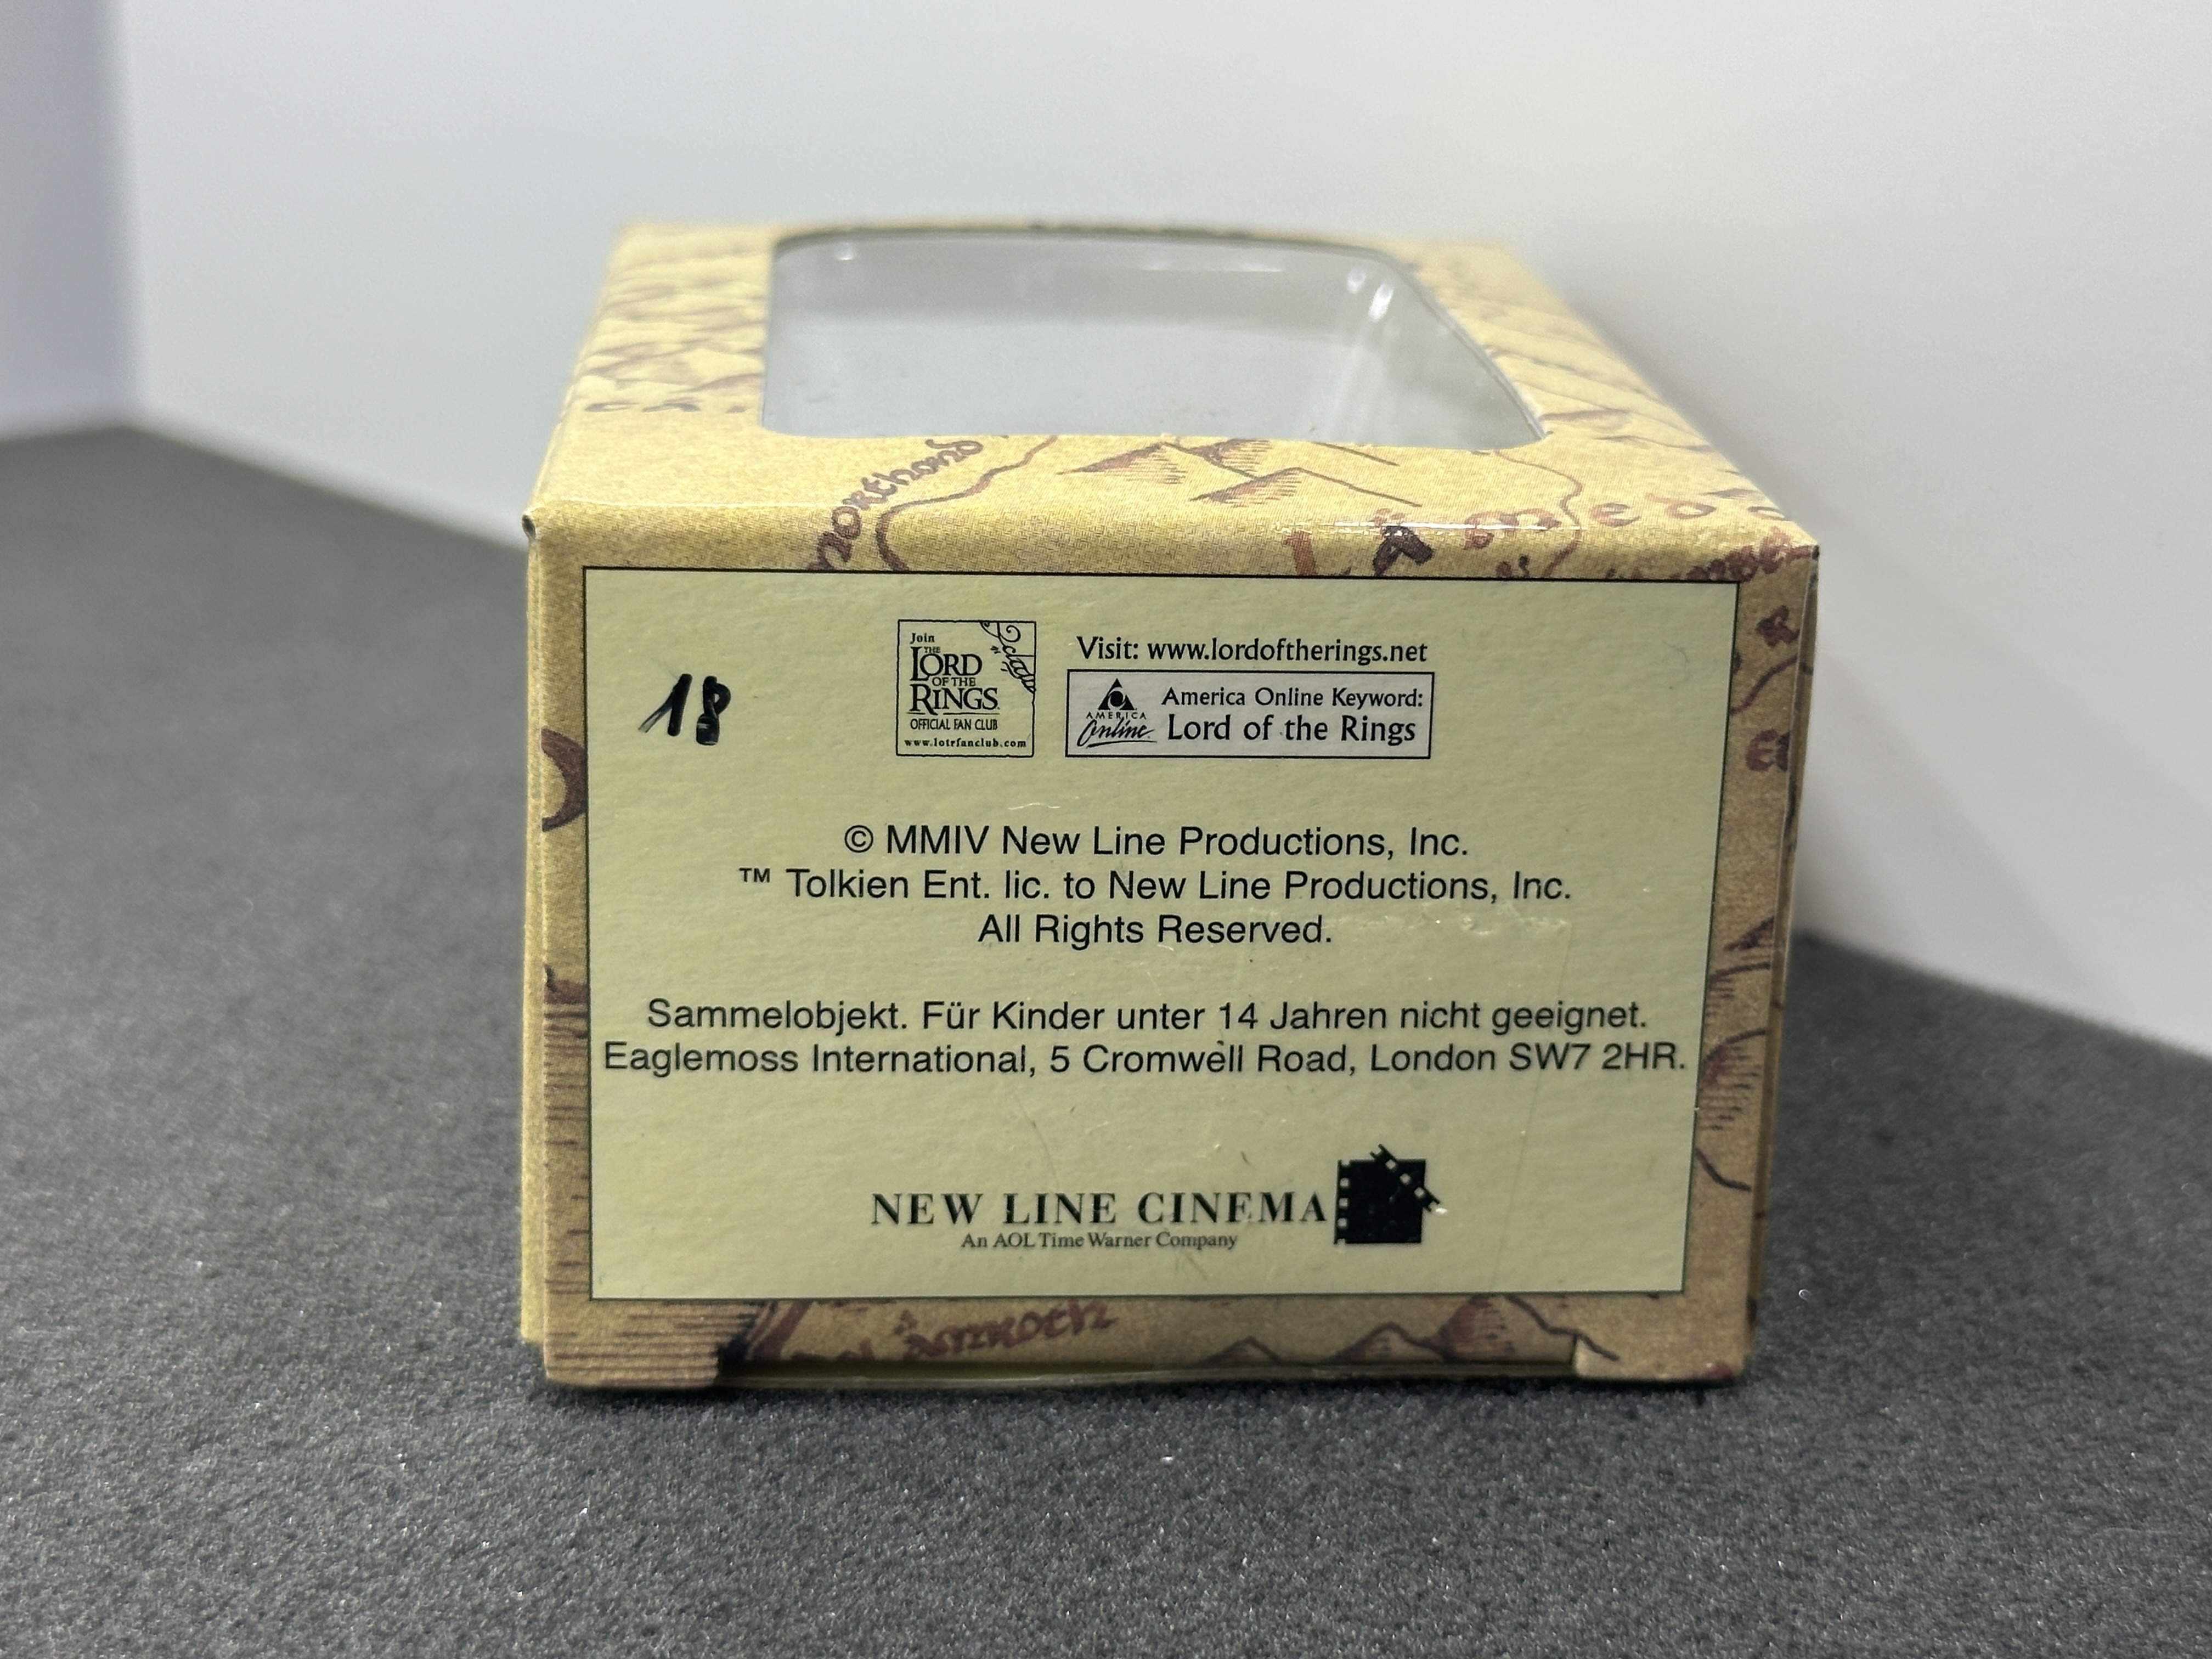 northend
18
Join
THE
LORD
OF THE
RINGS
OFFICIAL FAN CLUB
www.lotrfanclub.com
Visit: www.lordoftherings.net
AMERICA
Online
America Online Keyword:
Lord of the Rings
© MMIV New Line Productions, Inc.
™ Tolkien Ent. lic. to New Line Productions, Inc.
All Rights Reserved.
Sammelobjekt. Für Kinder unter 14 Jahren nicht geeignet.
Eaglemoss International, 5 Cromwell Road, London SW7 2HR.
NEW LINE CINEMA
An AOL Time Warner Company